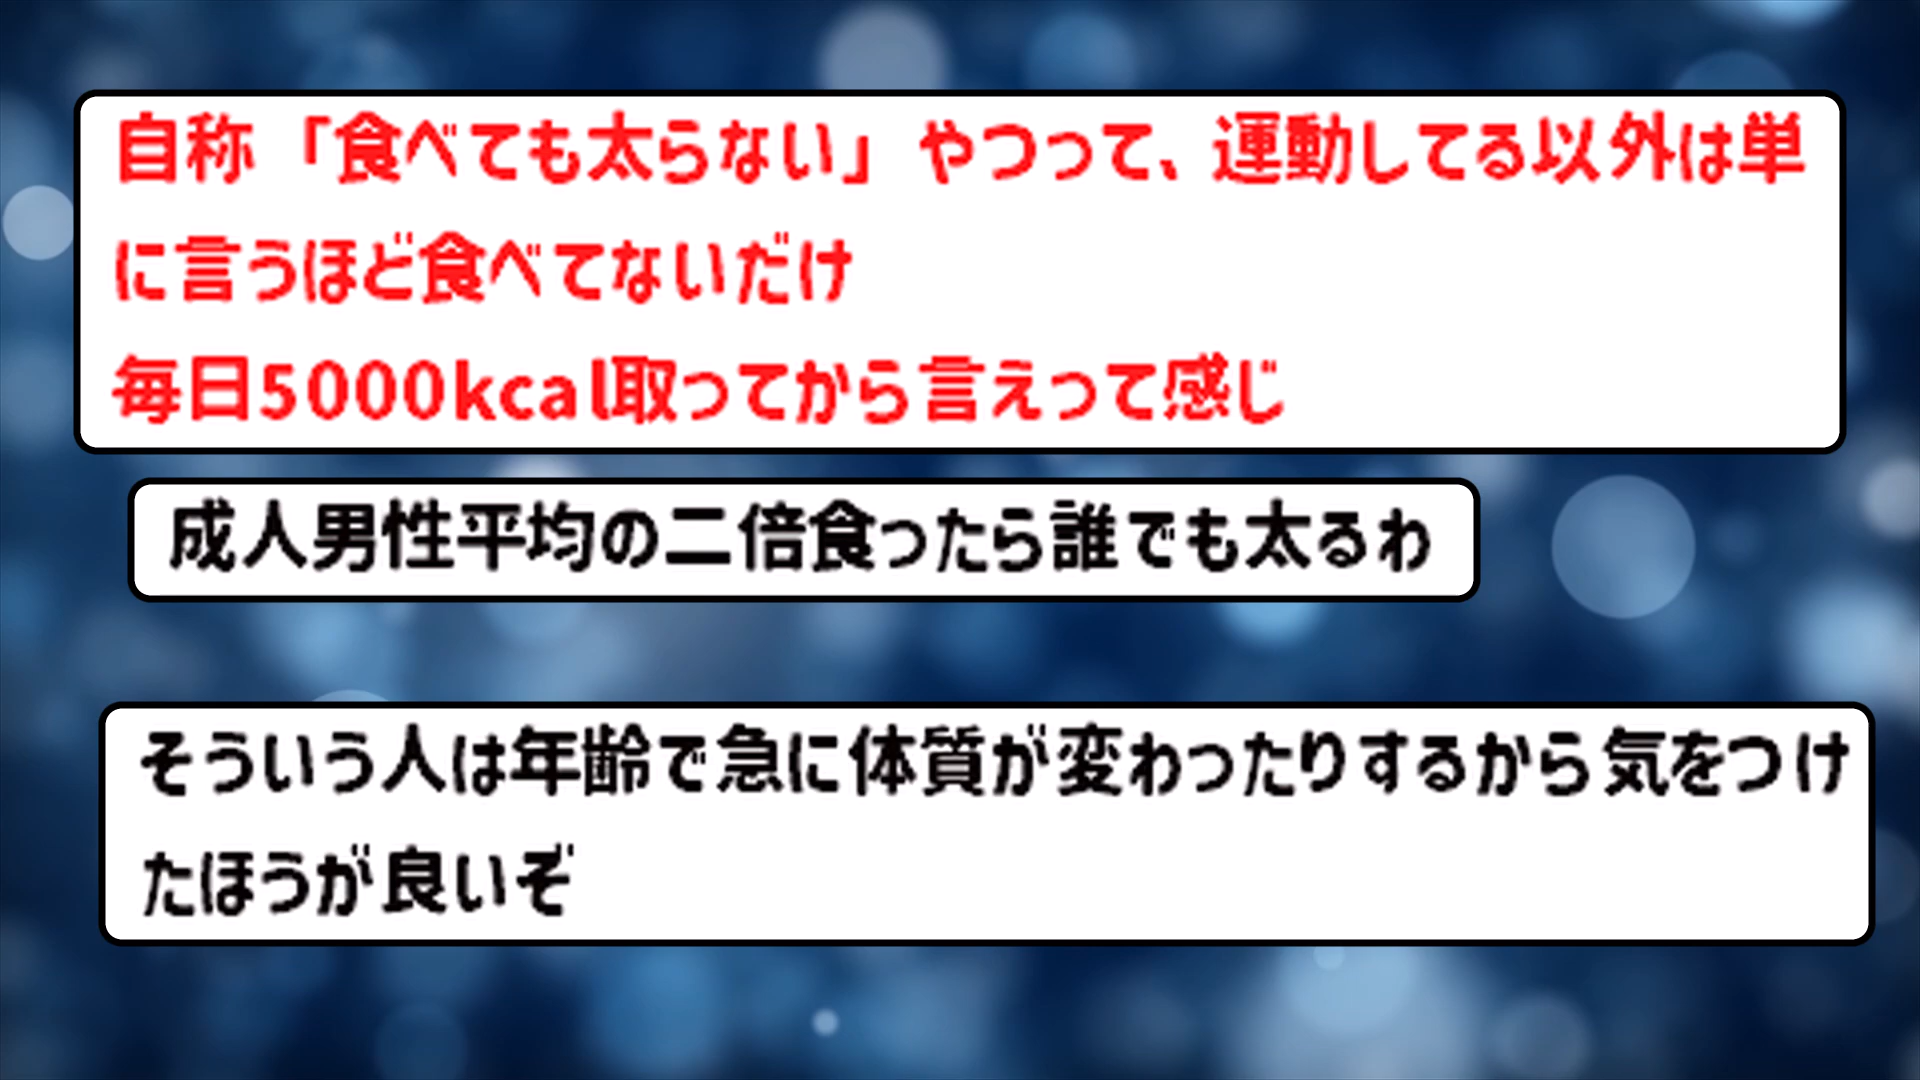 自称「食べても太らない」やつって、運動してる以外は単
に言うほど食べてないだけ
毎日5000kcal取ってから言えって感じ
成人男性平均の二倍食ったら誰でも太るわ
そういう人は年齢で急に体質が変わったりするから気をつけ
たほうが良いぞ